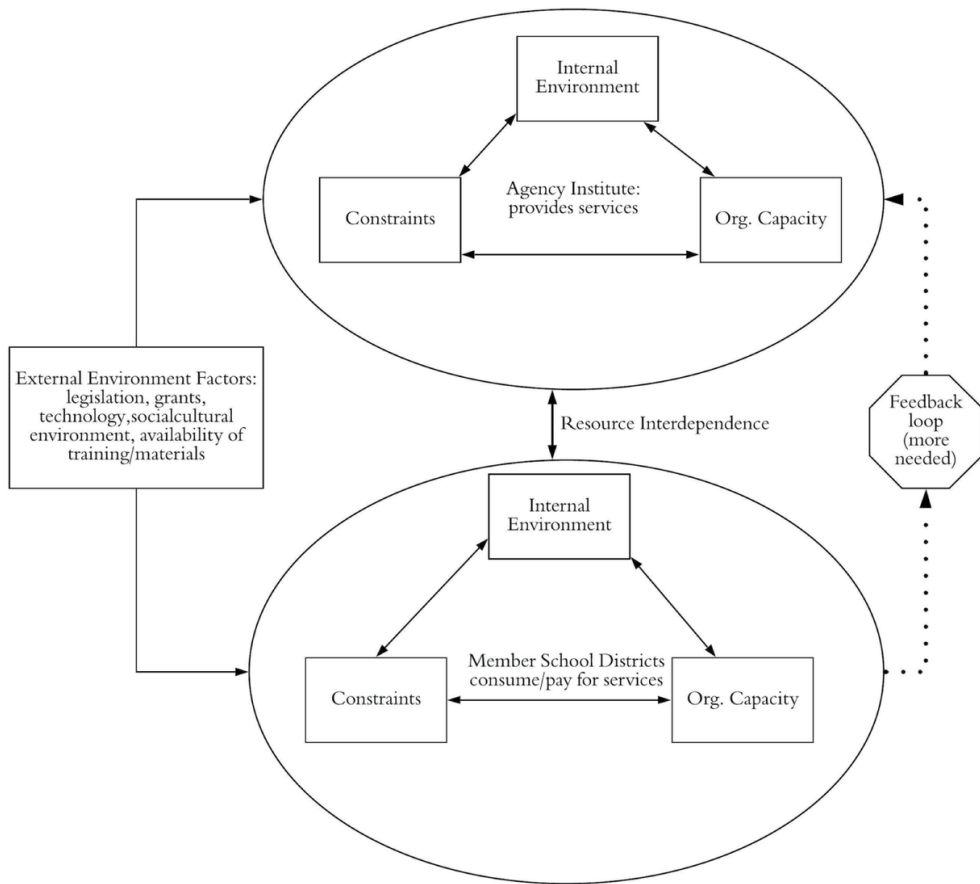 Internal
Environment
Constraints
Agency Institute:
provides services
Org. Capacity
External Environment Factors:
legislation, grants,
technology,socialcultural
environment, availability of
training/materials
Resource Interdependence
Feedback
loop
(more
needed)
Internal
Environment
Constraints
Member School Districts
consume/pay for services
Org. Capacity